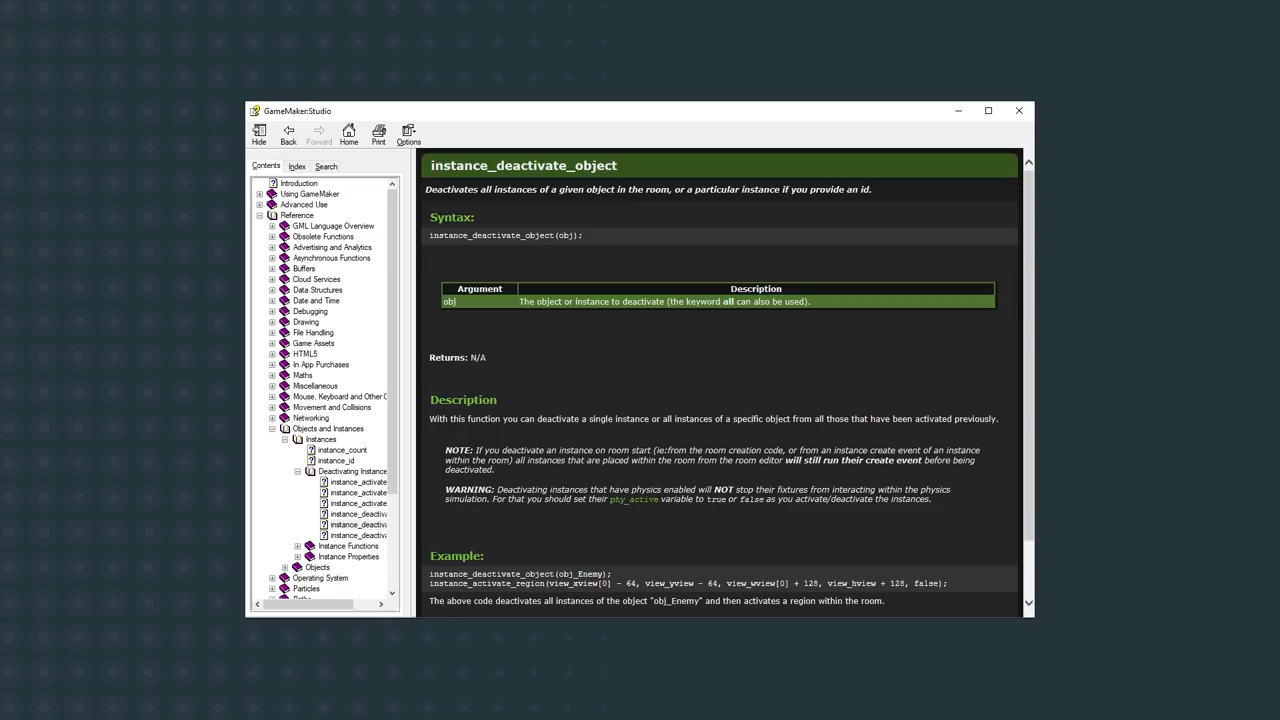 GameMaker:Studio
Hide Back Forward Home Print Options
Contents Index Search
Introduction
Using GameMaker
Advanced Use
Reference
GML Language Overview
Obsolete Functions
Advertising and Analytics
Asynchronous Functions
Buffers
Cloud Services
Data Structures
Date and Time
Debugging
Drawing
File Handling
Game Assets
HTML5
In App Purchases
Maths
Miscellaneous
Mouse, Keyboard and Other C
Movement and Collisions
Networking
Objects and Instances
Instances
instance_count
instance_id
Deactivating Instance
instance_activate
instance_activate
instance_activate
instance_deactiva
instance_deactiva
instance_deactiva
Instance Functions
Instance Properties
Objects
Operating System
Particles
instance_deactivate_object
Deactivates all instances of a given object in the room, or a particular instance if you provide an id.
Syntax:
instance_deactivate_object(obj);
Argument Description
obj The object or instance to deactivate (the keyword all can also be used).
Returns: N/A
Description
With this function you can deactivate a single instance or all instances of a specific object from all those that have been activated previously.
NOTE: If you deactivate an instance on room start (ie:from the room creation code, or from an instance create event of an instance
within the room) all instances that are placed within the room from the room editor will still run their create event before being
deactivated.
WARNING: Deactivating instances that have physics enabled will NOT stop their fixtures from interacting within the physics
simulation. For that you should set their phy_active variable to true or false as you activate/deactivate the instances.
Example:
instance_deactivate_object(obj_Enemy);
instance_activate_region(view_xview[0] - 64, view_yview - 64, view_wview[0] + 128, view_hview + 128, false);
The above code deactivates all instances of the object "obj_Enemy" and then activates a region within the room.